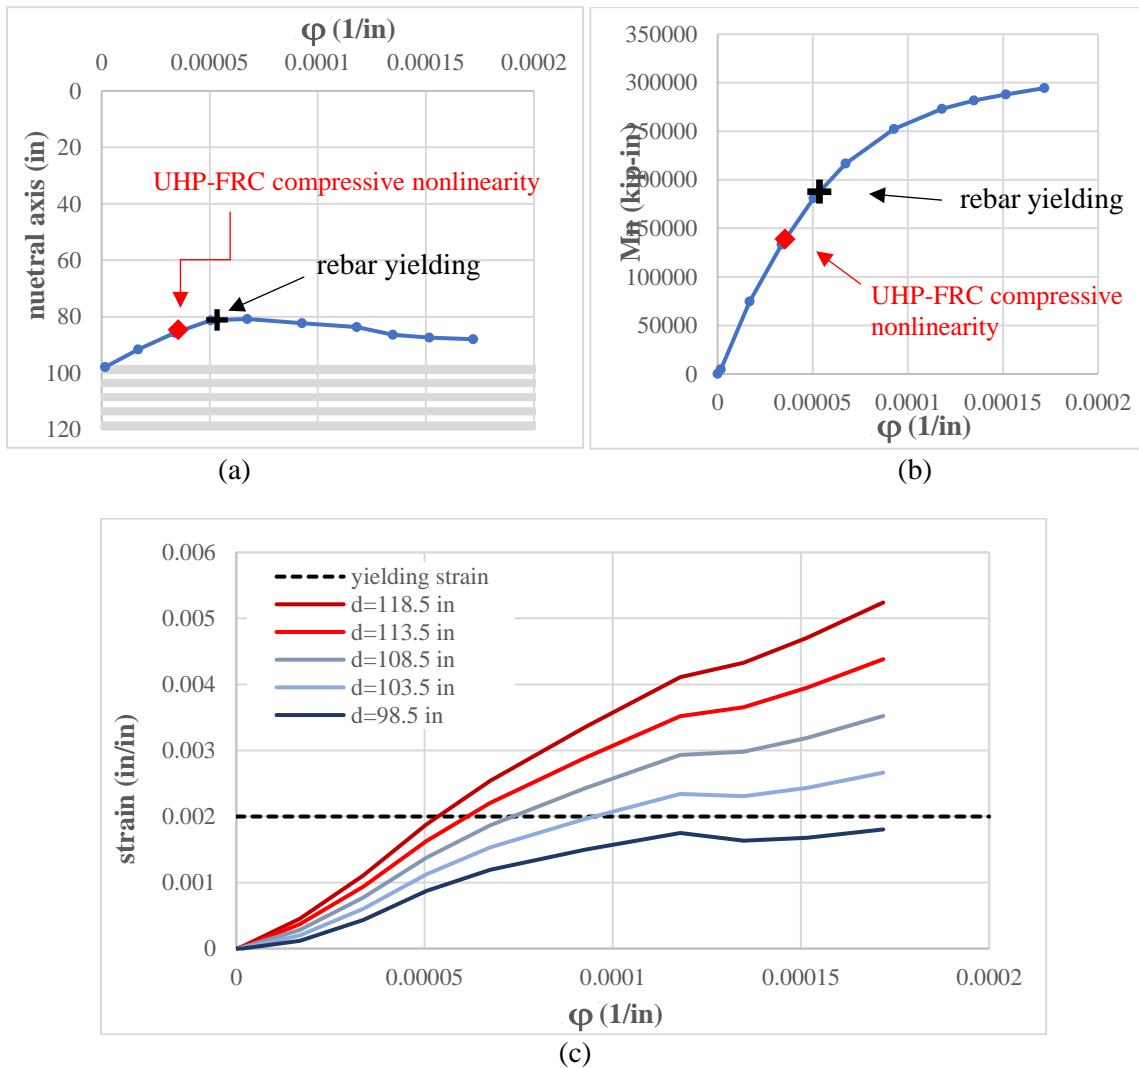 φ (1/in)
0 0.00005 0.0001 0.00015 0.0002
nuetral axis (in)
0
20
40
60
80
100
120
UHP-FRC compressive nonlinearity
rebar yielding
(a)
Mn (kip-in)
350000
300000
250000
200000
150000
100000
50000
0
rebar yielding
UHP-FRC compressive
nonlinearity
0 0.00005 0.0001 0.00015 0.0002
φ (1/in)
(b)
strain (in/in)
0.006
0.005
0.004
0.003
0.002
0.001
0
yielding strain
d=118.5 in
d=113.5 in
d=108.5 in
d=103.5 in
d=98.5 in
0 0.00005 0.0001 0.00015 0.0002
φ (1/in)
(c)